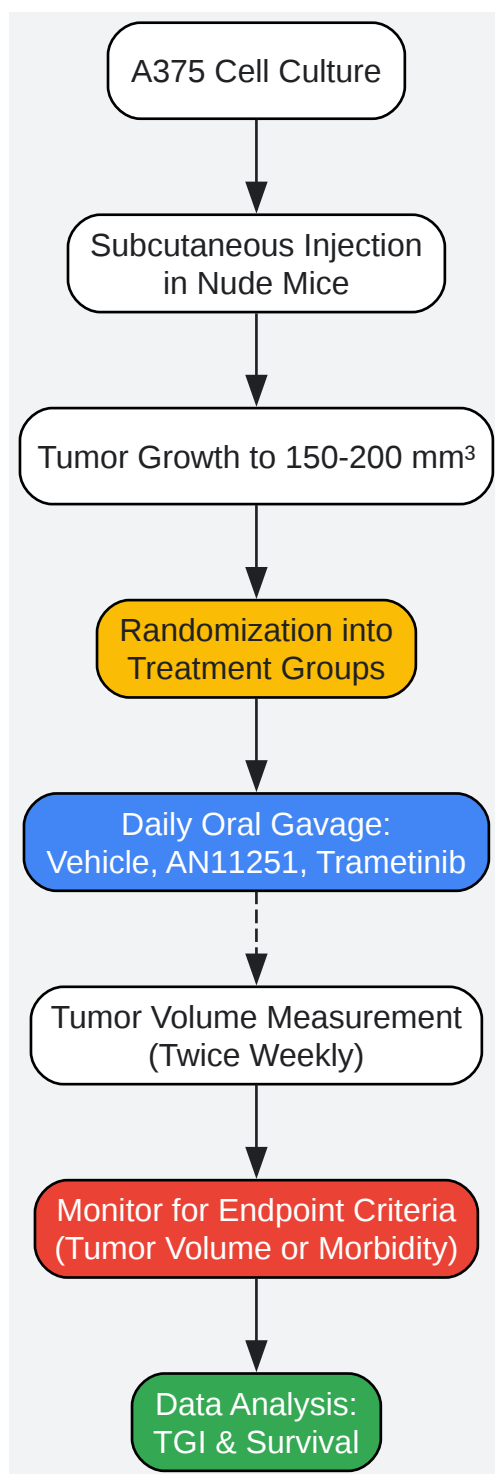 A375 Cell Culture
Subcutaneous Injection
in Nude Mice
Tumor Growth to 150-200 mm³
Randomization into
Treatment Groups
Daily Oral Gavage:
Vehicle, AN11251, Trametinib
Tumor Volume Measurement
(Twice Weekly)
Monitor for Endpoint Criteria
(Tumor Volume or Morbidity)
Data Analysis:
TGI & Survival